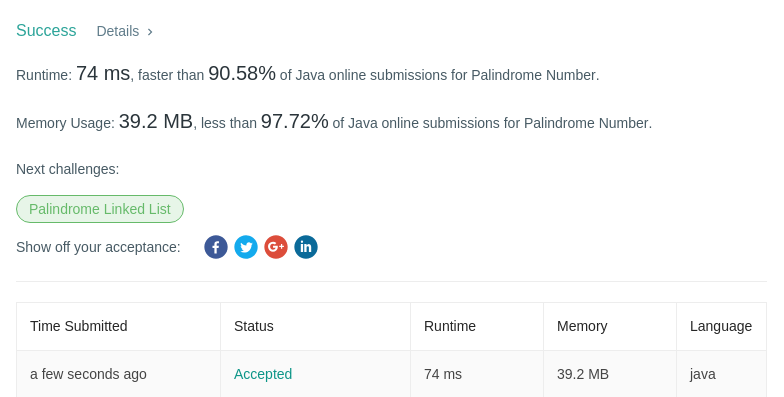 Success Details ›
Runtime: 74 ms, faster than 90.58% of Java online submissions for Palindrome Number.
Memory Usage: 39.2 MB, less than 97.72% of Java online submissions for Palindrome Number.
Next challenges:
Palindrome Linked List
Show off your acceptance: f G+ in
Time Submitted Status Runtime Memory Language
a few seconds ago Accepted 74 ms 39.2 MB java